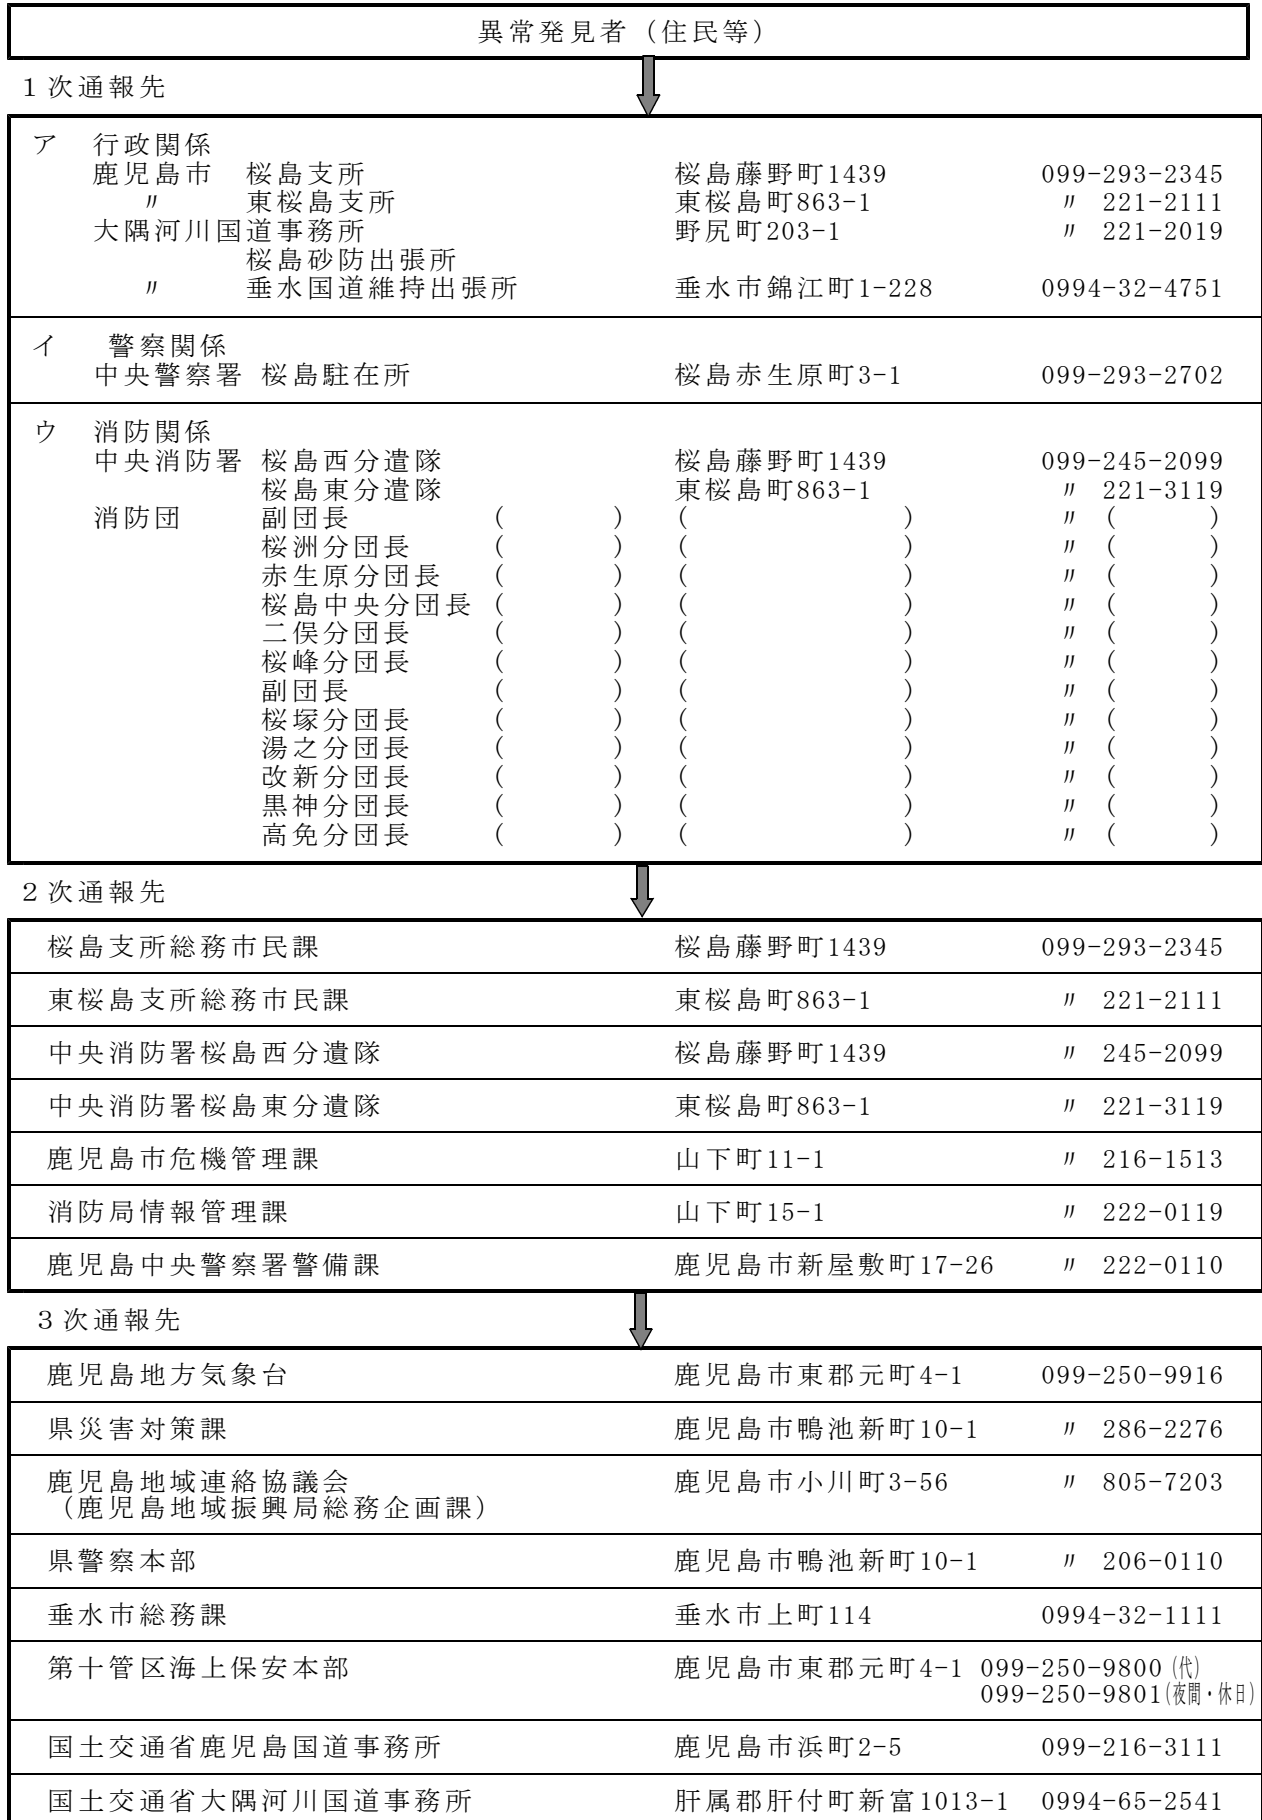 異常発見者（住民等）
１次通報先
ア　行政関係
鹿児島市　桜島支所　桜島藤野町1439　099-293-2345
〃　東桜島支所　東桜島町863-1　〃　221-2111
大隅河川国道事務所　野尻町203-1　〃　221-2019
桜島砂防出張所
〃　垂水国道維持出張所　垂水市錦江町1-228　0994-32-4751
イ　警察関係
中央警察署　桜島駐在所　桜島赤生原町3-1　099-293-2702
ウ　消防関係
中央消防署　桜島西分遣隊　桜島藤野町1439　099-245-2099
桜島東分遣隊　東桜島町863-1　〃　221-3119
消防団　副団長　（　　）　（　　）　〃　（　　）
桜洲分団長　（　　）　（　　）　〃　（　　）
赤生原分団長　（　　）　（　　）　〃　（　　）
桜島中央分団長　（　　）　（　　）　〃　（　　）
二俣分団長　（　　）　（　　）　〃　（　　）
桜峰分団長　（　　）　（　　）　〃　（　　）
副団長　（　　）　（　　）　〃　（　　）
桜塚分団長　（　　）　（　　）　〃　（　　）
湯之分団長　（　　）　（　　）　〃　（　　）
改新分団長　（　　）　（　　）　〃　（　　）
黒神分団長　（　　）　（　　）　〃　（　　）
高免分団長　（　　）　（　　）　〃　（　　）
２次通報先
桜島支所総務市民課　桜島藤野町1439　099-293-2345
東桜島支所総務市民課　東桜島町863-1　〃　221-2111
中央消防署桜島西分遣隊　桜島藤野町1439　〃　245-2099
中央消防署桜島東分遣隊　東桜島町863-1　〃　221-3119
鹿児島市危機管理課　山下町11-1　〃　216-1513
消防局情報管理課　山下町15-1　〃　222-0119
鹿児島中央警察署警備課　鹿児島市新屋敷町17-26　〃　222-0110
３次通報先
鹿児島地方気象台　鹿児島市東郡元町4-1　099-250-9916
県災害対策課　鹿児島市鴨池新町10-1　〃　286-2276
鹿児島地域連絡協議会　鹿児島市小川町3-56　〃　805-7203
（鹿児島地域振興局総務企画課）
県警察本部　鹿児島市鴨池新町10-1　〃　206-0110
垂水市総務課　垂水市上町114　0994-32-1111
第十管区海上保安本部　鹿児島市東郡元町4-1　099-250-9800（代）
099-250-9801（夜間・休日）
国土交通省鹿児島国道事務所　鹿児島市浜町2-5　099-216-3111
国土交通省大隅河川国道事務所　肝属郡肝付町新富1013-1　0994-65-2541